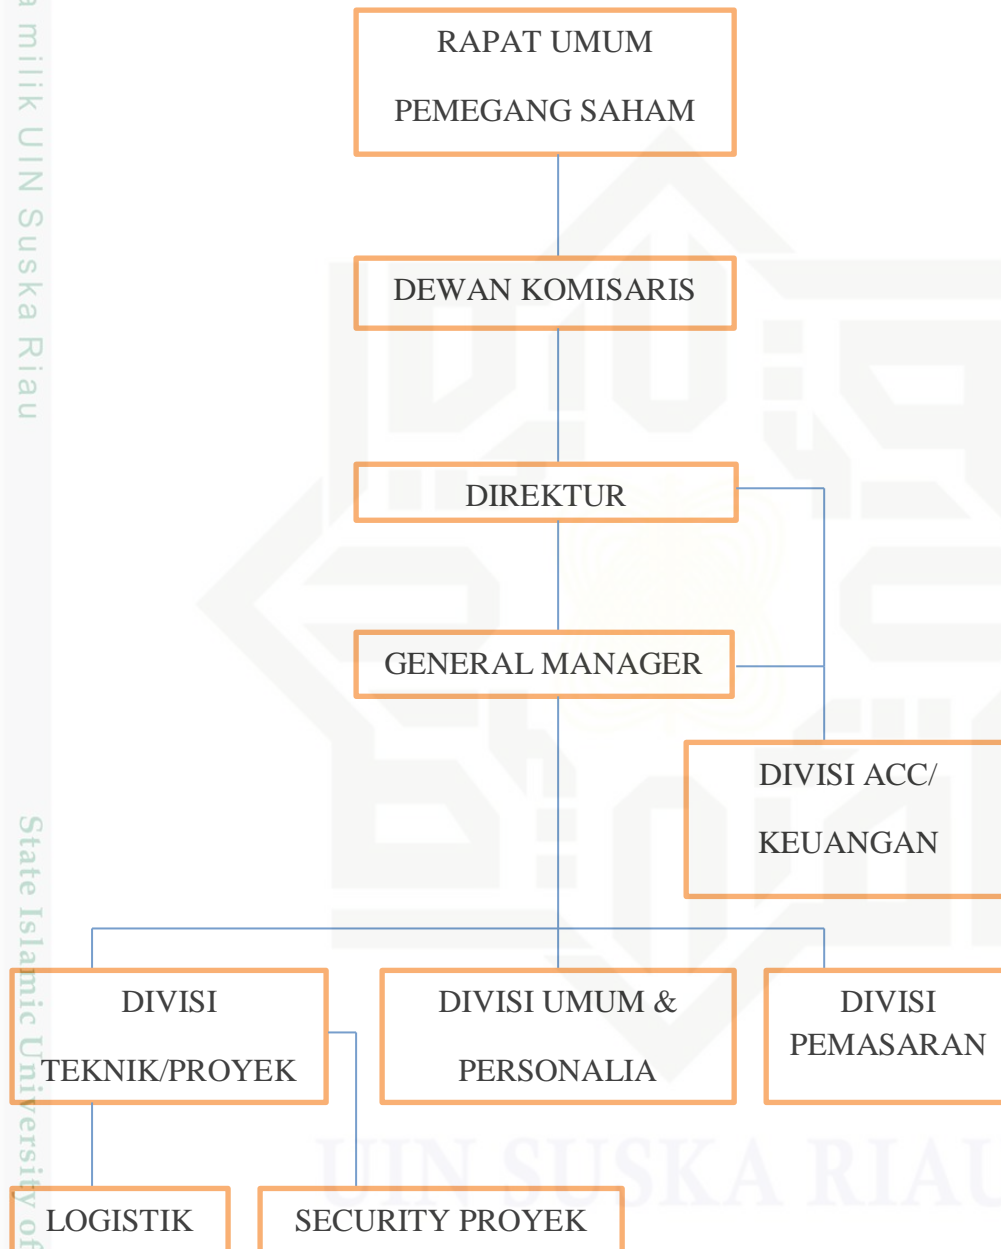 RAPAT UMUM
PEMEGANG SAHAM
DEWAN KOMISARIS
DIREKTUR
GENERAL MANAGER
DIVISI ACC/
KEUANGAN
DIVISI
TEKNIK/PROYEK
DIVISI UMUM &
PERSONALIA
DIVISI
PEMASARAN
LOGISTIK
SECURITY PROYEK
UIN SUSKA RIAU
milik UIN Suska Riau
State Islamic University of